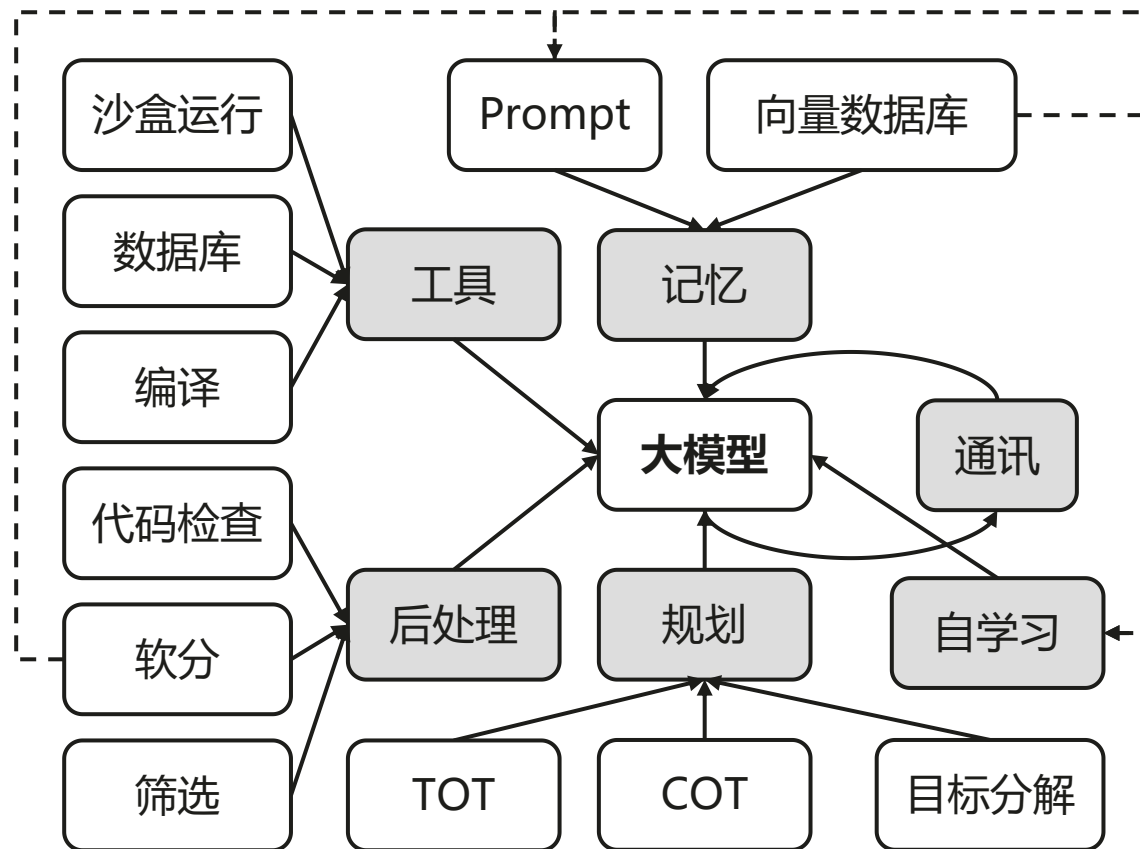 沙盒运行
Prompt
向量数据库
数据库
工具
记忆
编译
大模型
通讯
代码检查
后处理
规划
自学习
软分
筛选
TOT
COT
目标分解